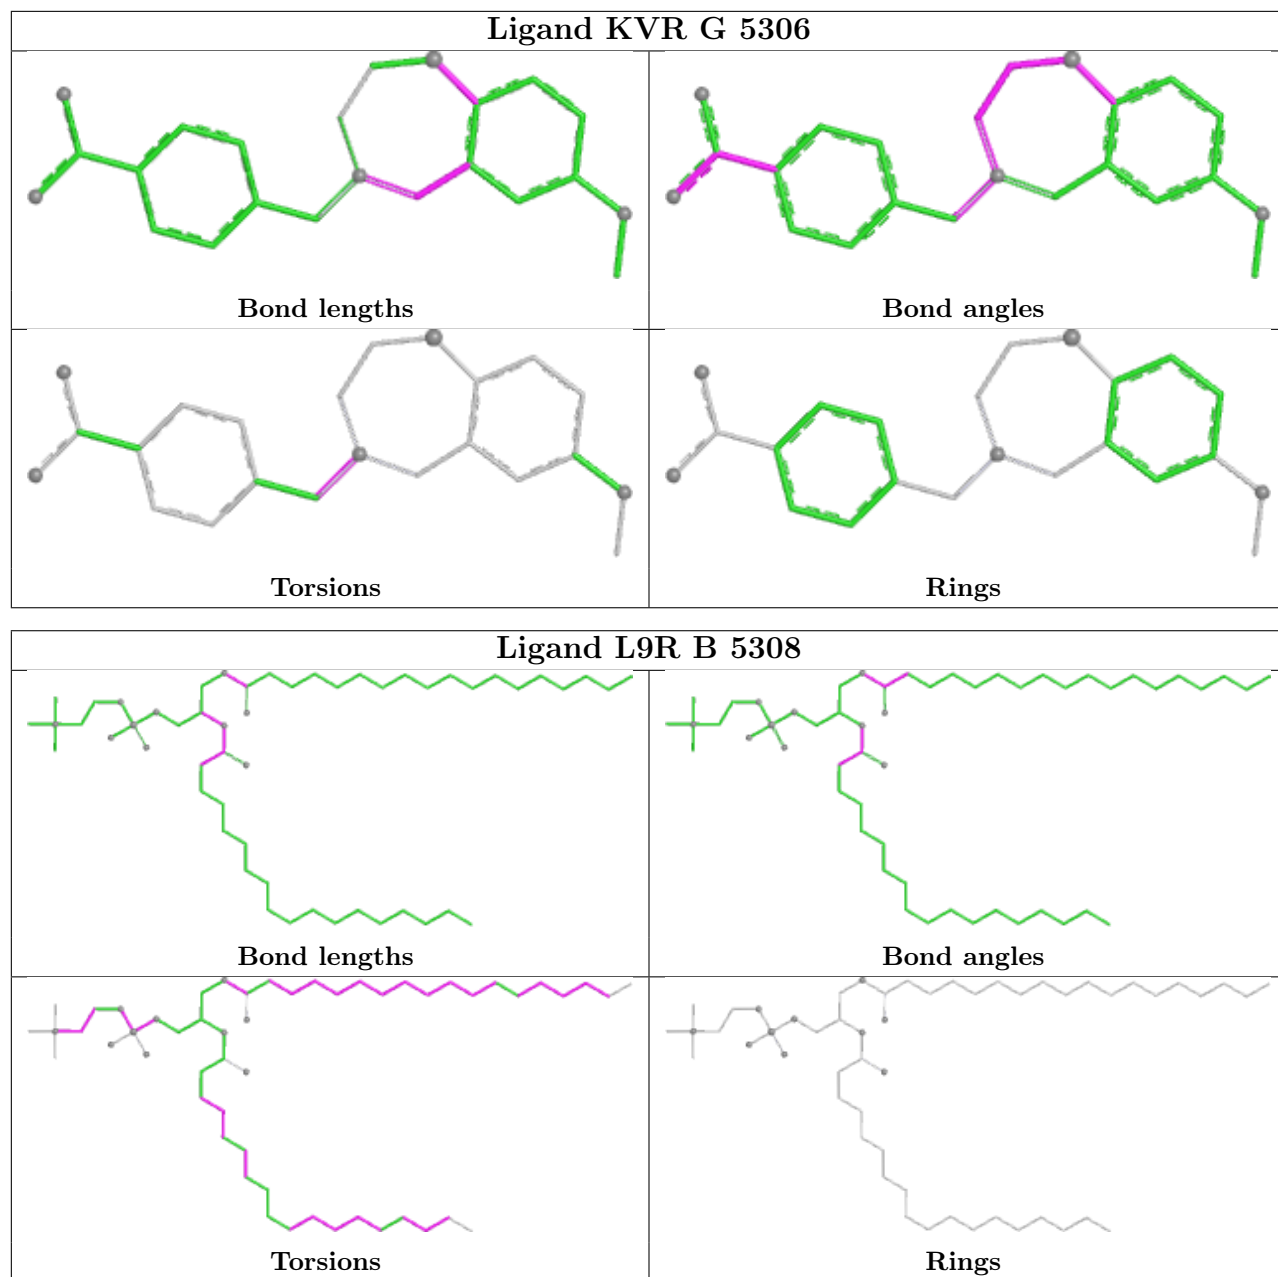 Ligand KVR G 5306
Bond lengths
Bond angles
Torsions
Rings
Ligand L9R B 5308
Bond lengths
Bond angles
Torsions
Rings